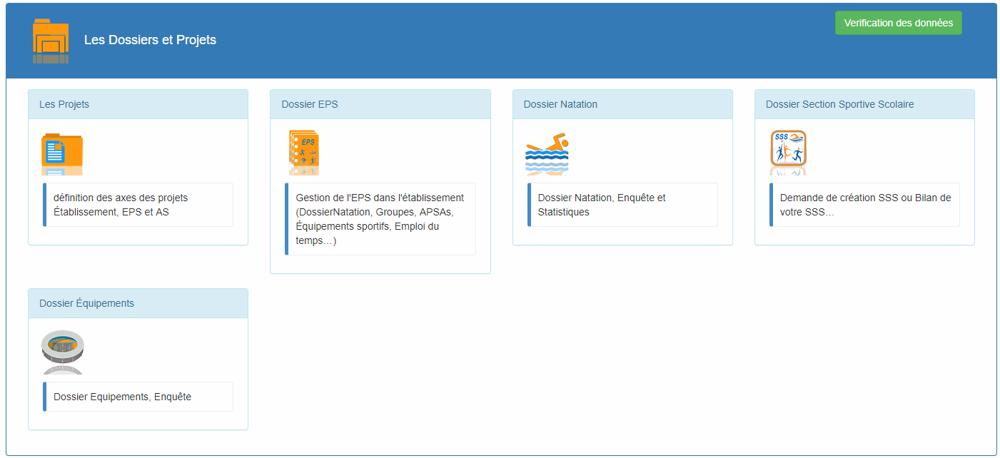 Les Dossiers et Projets
Verification des données
Les Projets
définition des axes des projets
Établissement, EPS et AS
Dossier EPS
EPS
Gestion de l'EPS dans l'établissement
(DossierNatation, Groupes, APSAs,
Équipements sportifs, Emploi du
temps…)
Dossier Natation
Dossier Natation, Enquête et
Statistiques
Dossier Section Sportive Scolaire
SSS
Demande de création SSS ou Bilan de
votre SSS…
Dossier Équipements
Dossier Equipements, Enquête